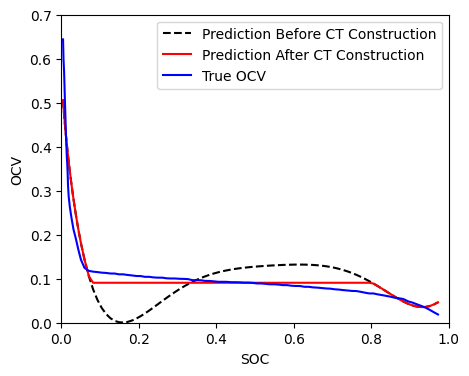 Prediction Before CT Construction
Prediction After CT Construction
True OCV
0.7
0.6
0.5
0.4
0.3
0.2
0.1
0.0
OCV
0.0 0.2 0.4 0.6 0.8 1.0
SOC